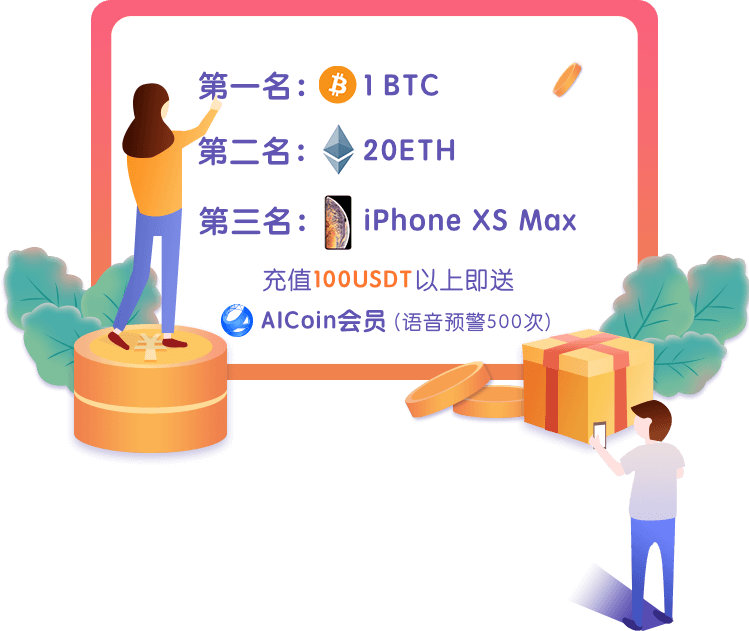 第一名：1 BTC
第二名：20ETH
第三名：iPhone XS Max
充值100USDT以上即送
AICoin会员 (语音预警500次)